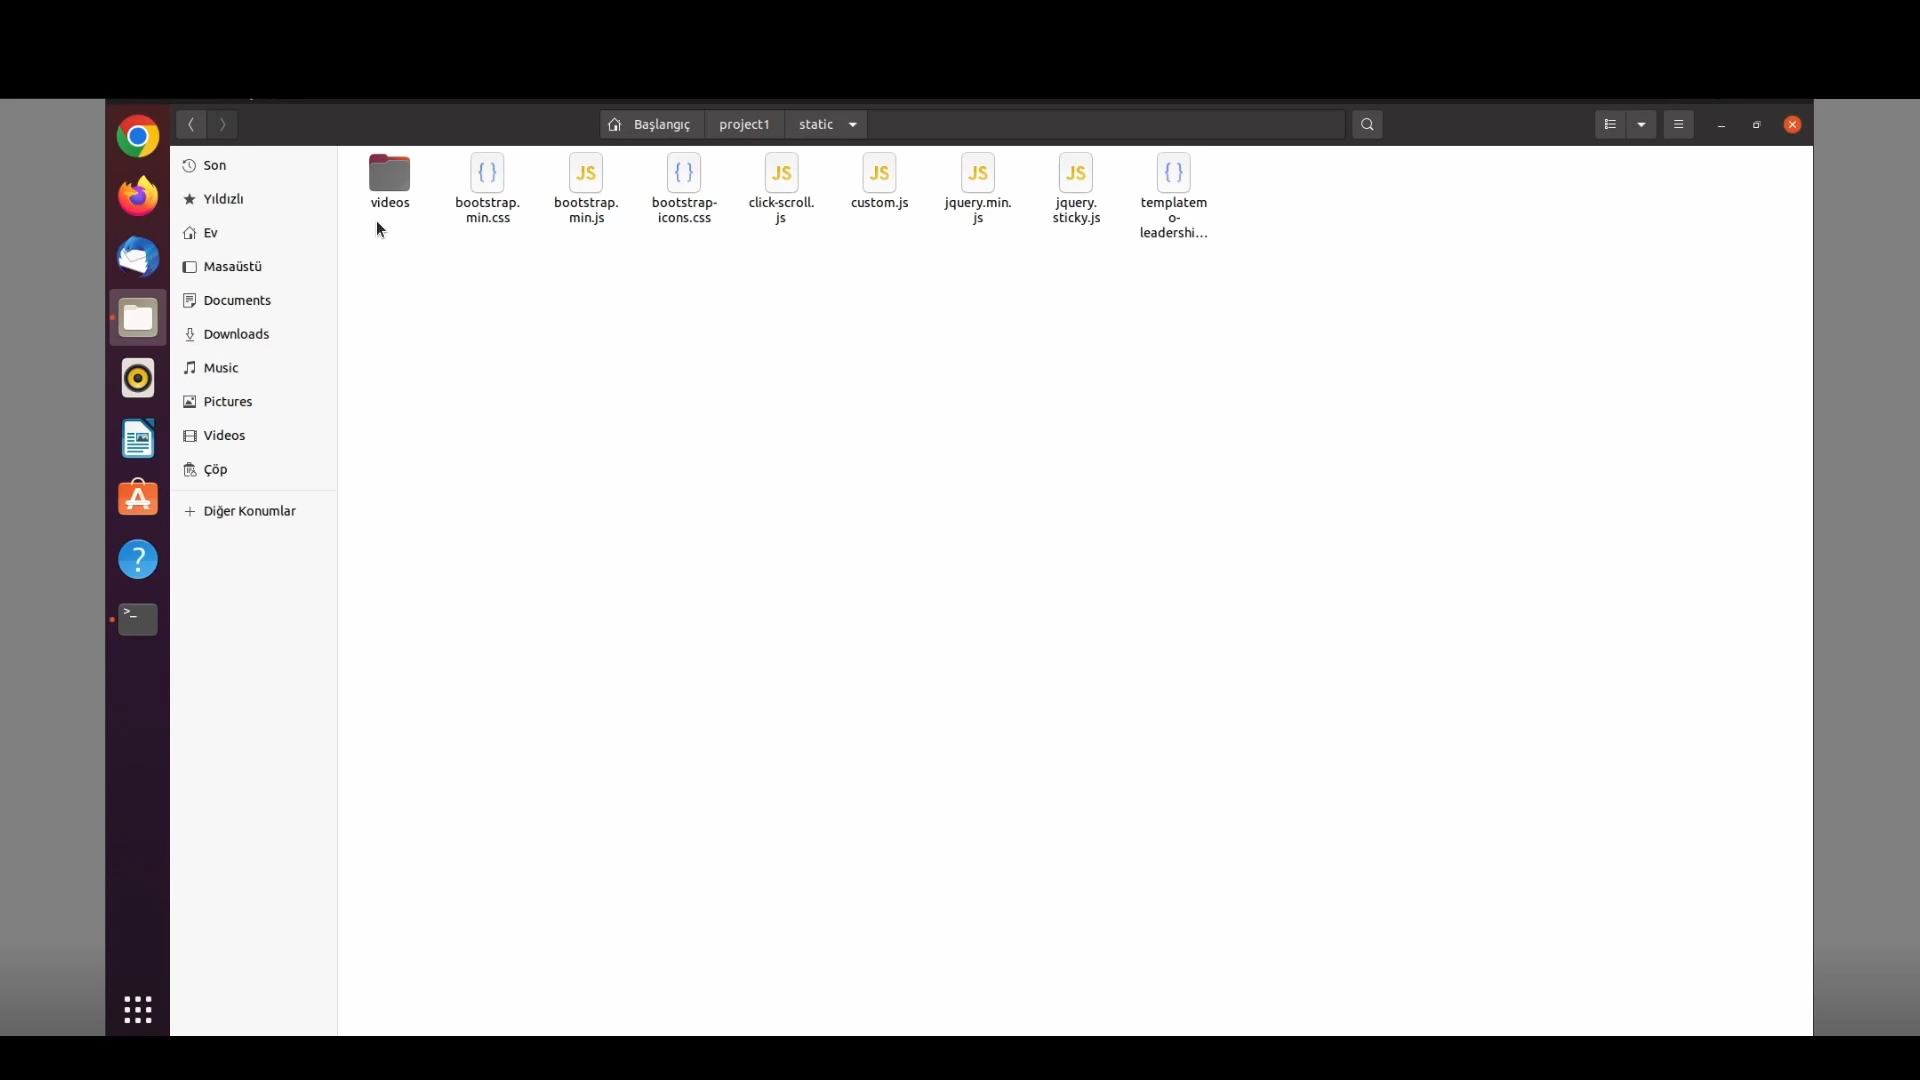 Başlangıç project1 static
Son
Yıldızlı
Ev
Masaüstü
Documents
Downloads
Music
Pictures
Videos
Çöp
Diğer Konumlar
videos
{ }
bootstrap.
min.css
JS
bootstrap.
min.js
{ }
bootstrap-
icons.css
JS
click-scroll.
js
JS
custom.js
JS
jquery.min.
js
JS
jquery.
sticky.js
{ }
templatem
o-
leadershi...
?
>_